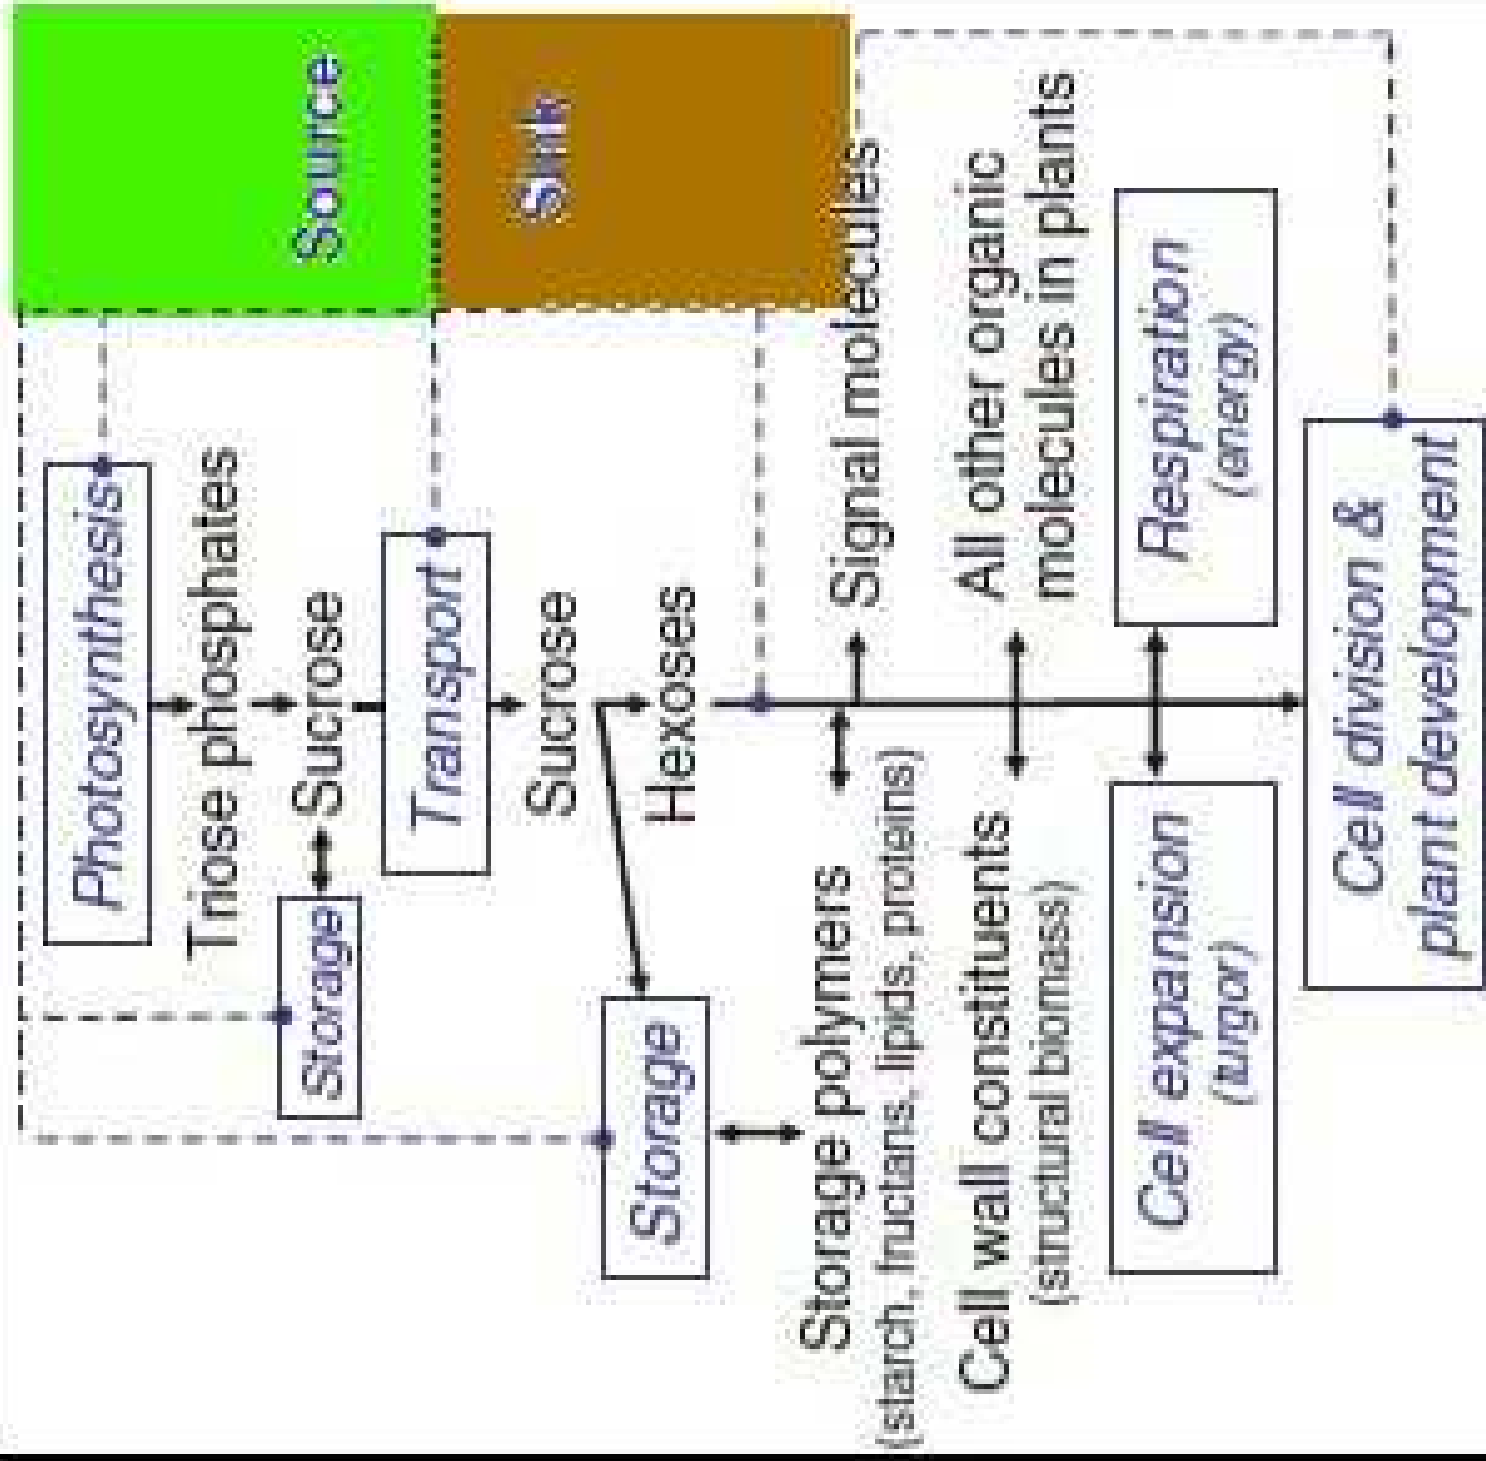 Source
Sink
Photosynthesis
Triose phosphates
Storage
Sucrose
Transport
Sucrose
Storage
Hexoses
Storage polymers
(starch, fructans, lipids, proteins)
Signal molecules
Cell wall constituents
(structural biomass)
All other organic
molecules in plants
Cell expansion
(turgor)
Respiration
(energy)
Cell division &
plant development